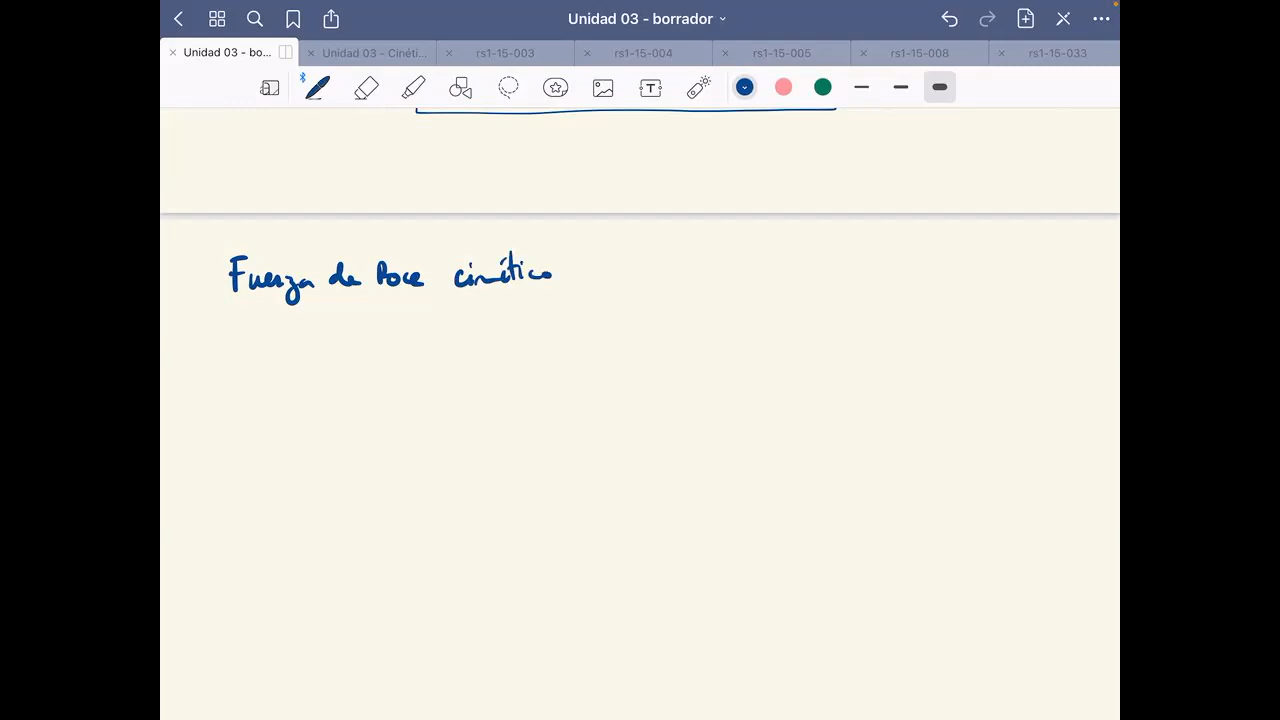 Unidad 03 - borrador
Unidad 03 - bo... Unidad 03 - Cinéti... rs1-15-003 rs1-15-004 rs1-15-005 rs1-15-008 rs1-15-033
T
Fuerza de Roce cinético